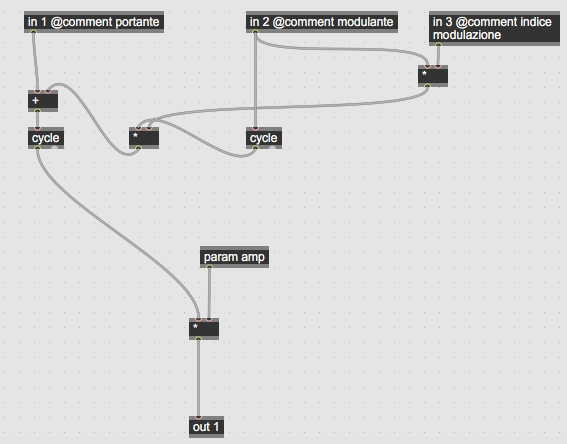 in 1 @comment portante
in 2 @comment modulante
in 3 @comment indice
modulazione
*
+
cycle
*
cycle
param amp
*
out 1